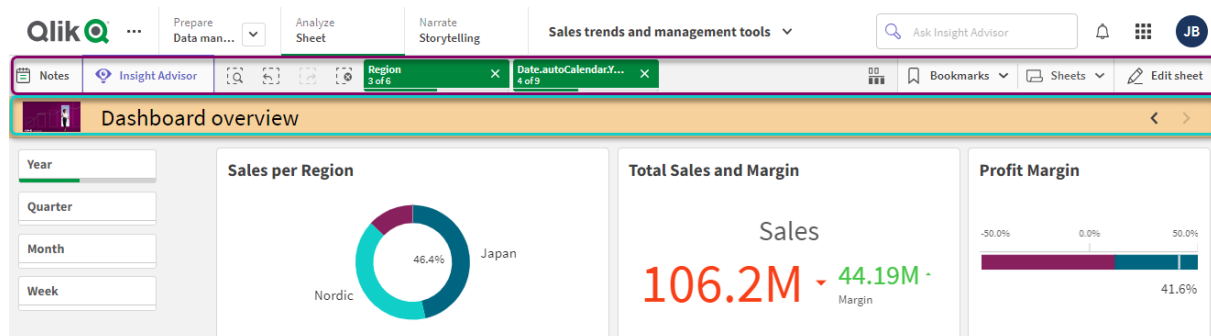 Qlik
Prepare
Data man...
Analyze
Sheet
Narrate
Storytelling
Sales trends and management tools
Ask Insight Advisor
JB
Notes
Insight Advisor
Region
3 of 6
Date.autoCalendar.Y...
4 of 9
Bookmarks
Sheets
Edit sheet
Dashboard overview
Year
Quarter
Month
Week
Sales per Region
46.4%
Japan
Nordic
Total Sales and Margin
Sales
106.2M
44.19M
Margin
Profit Margin
-50.0% 0.0% 50.0%
41.6%